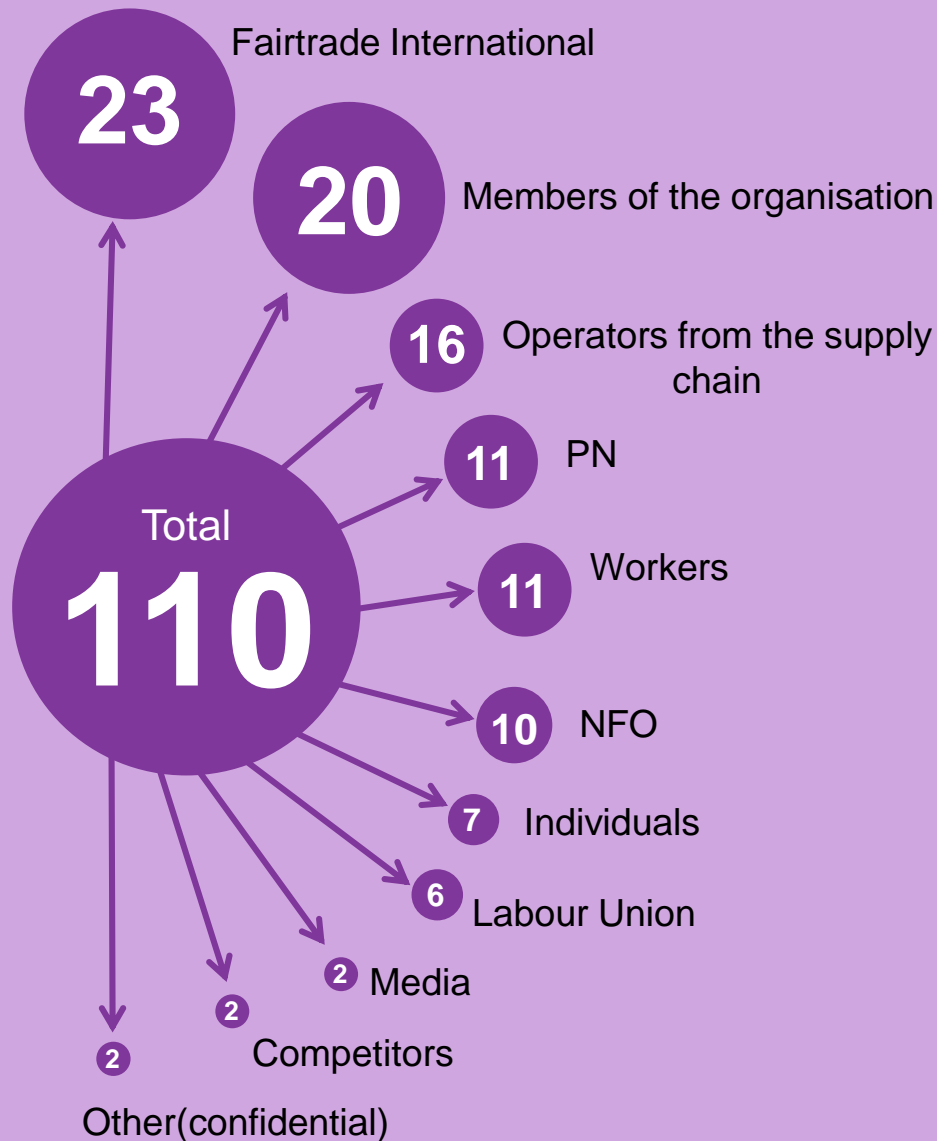 Fairtrade International
23
20
Members of the organisation
16
Operators from the supply
chain
11
PN
Total
110
11
Workers
10
NFO
7
Individuals
6
Labour Union
2
Media
2
Competitors
2
Other(confidential)